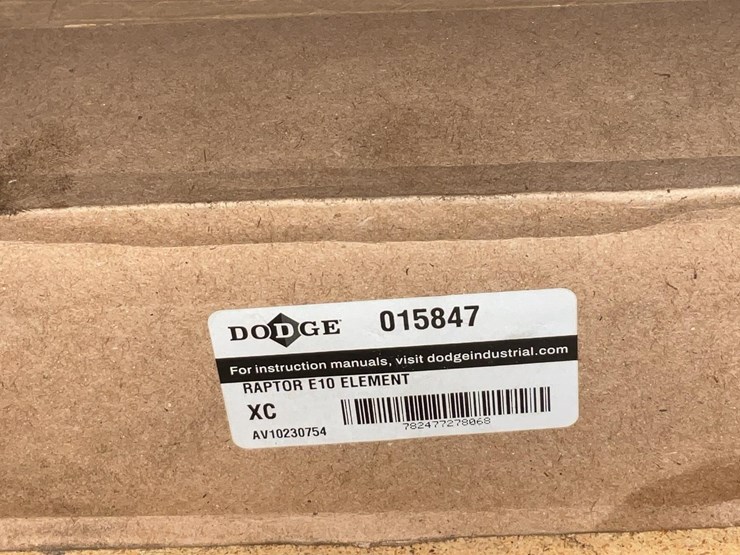 DODGE 015847
For instruction manuals, visit dodgeindustrial.com
RAPTOR E10 ELEMENT
XC
AV10230754
782477278068